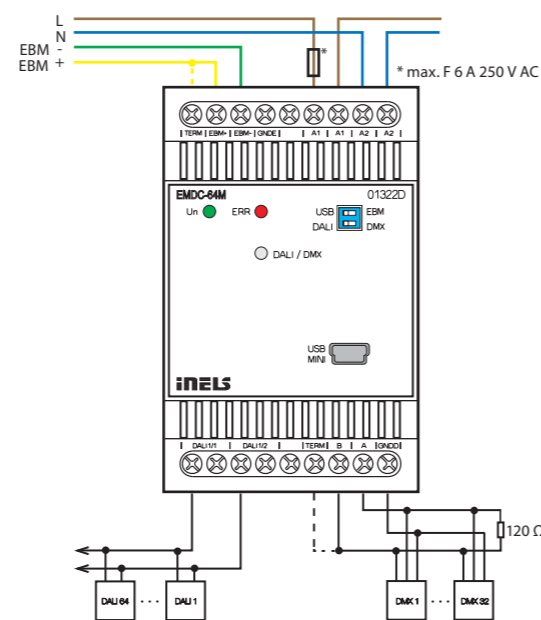 L
N
EBM -
EBM +
*
* max. F 6 A 250 V AC
TERM EBM+ EBM- GNDE A1 A1 A2 A2
EMDC-64M 01322D
Un ERR USB EBM
DALI DMX
DALI / DMX
USB
MINI
iNELS
DALI1/1 DALI1/2 TERM B A GNDD
120 Ω
DALI 64 ··· DALI 1 DMX 1 ··· DMX 32